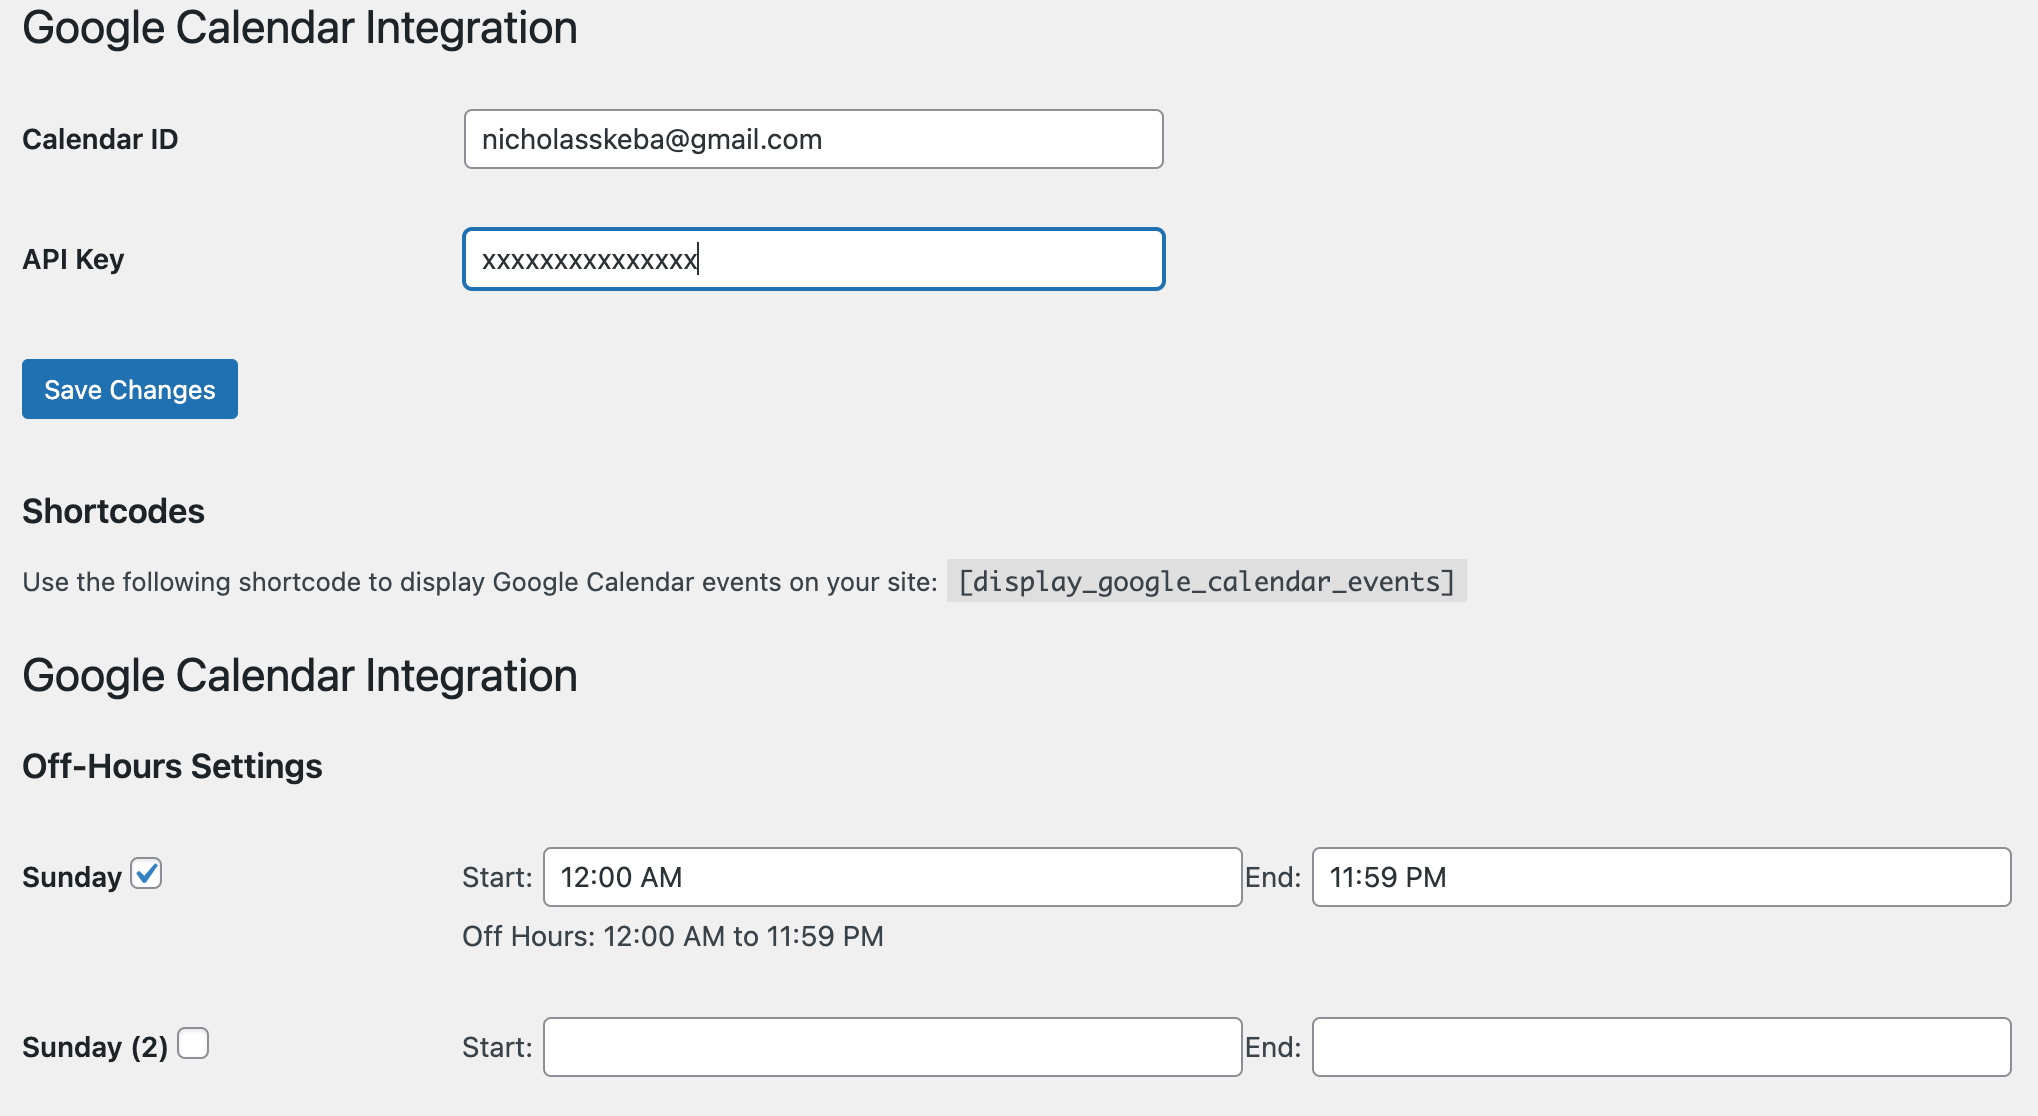 Google Calendar Integration
Calendar ID nicholasskeba@gmail.com
API Key xxxxxxxxxxxxxxx
Save Changes
Shortcodes
Use the following shortcode to display Google Calendar events on your site: [display_google_calendar_events]
Google Calendar Integration
Off-Hours Settings
Sunday Start: 12:00 AM End: 11:59 PM
Off Hours: 12:00 AM to 11:59 PM
Sunday (2) Start: End: